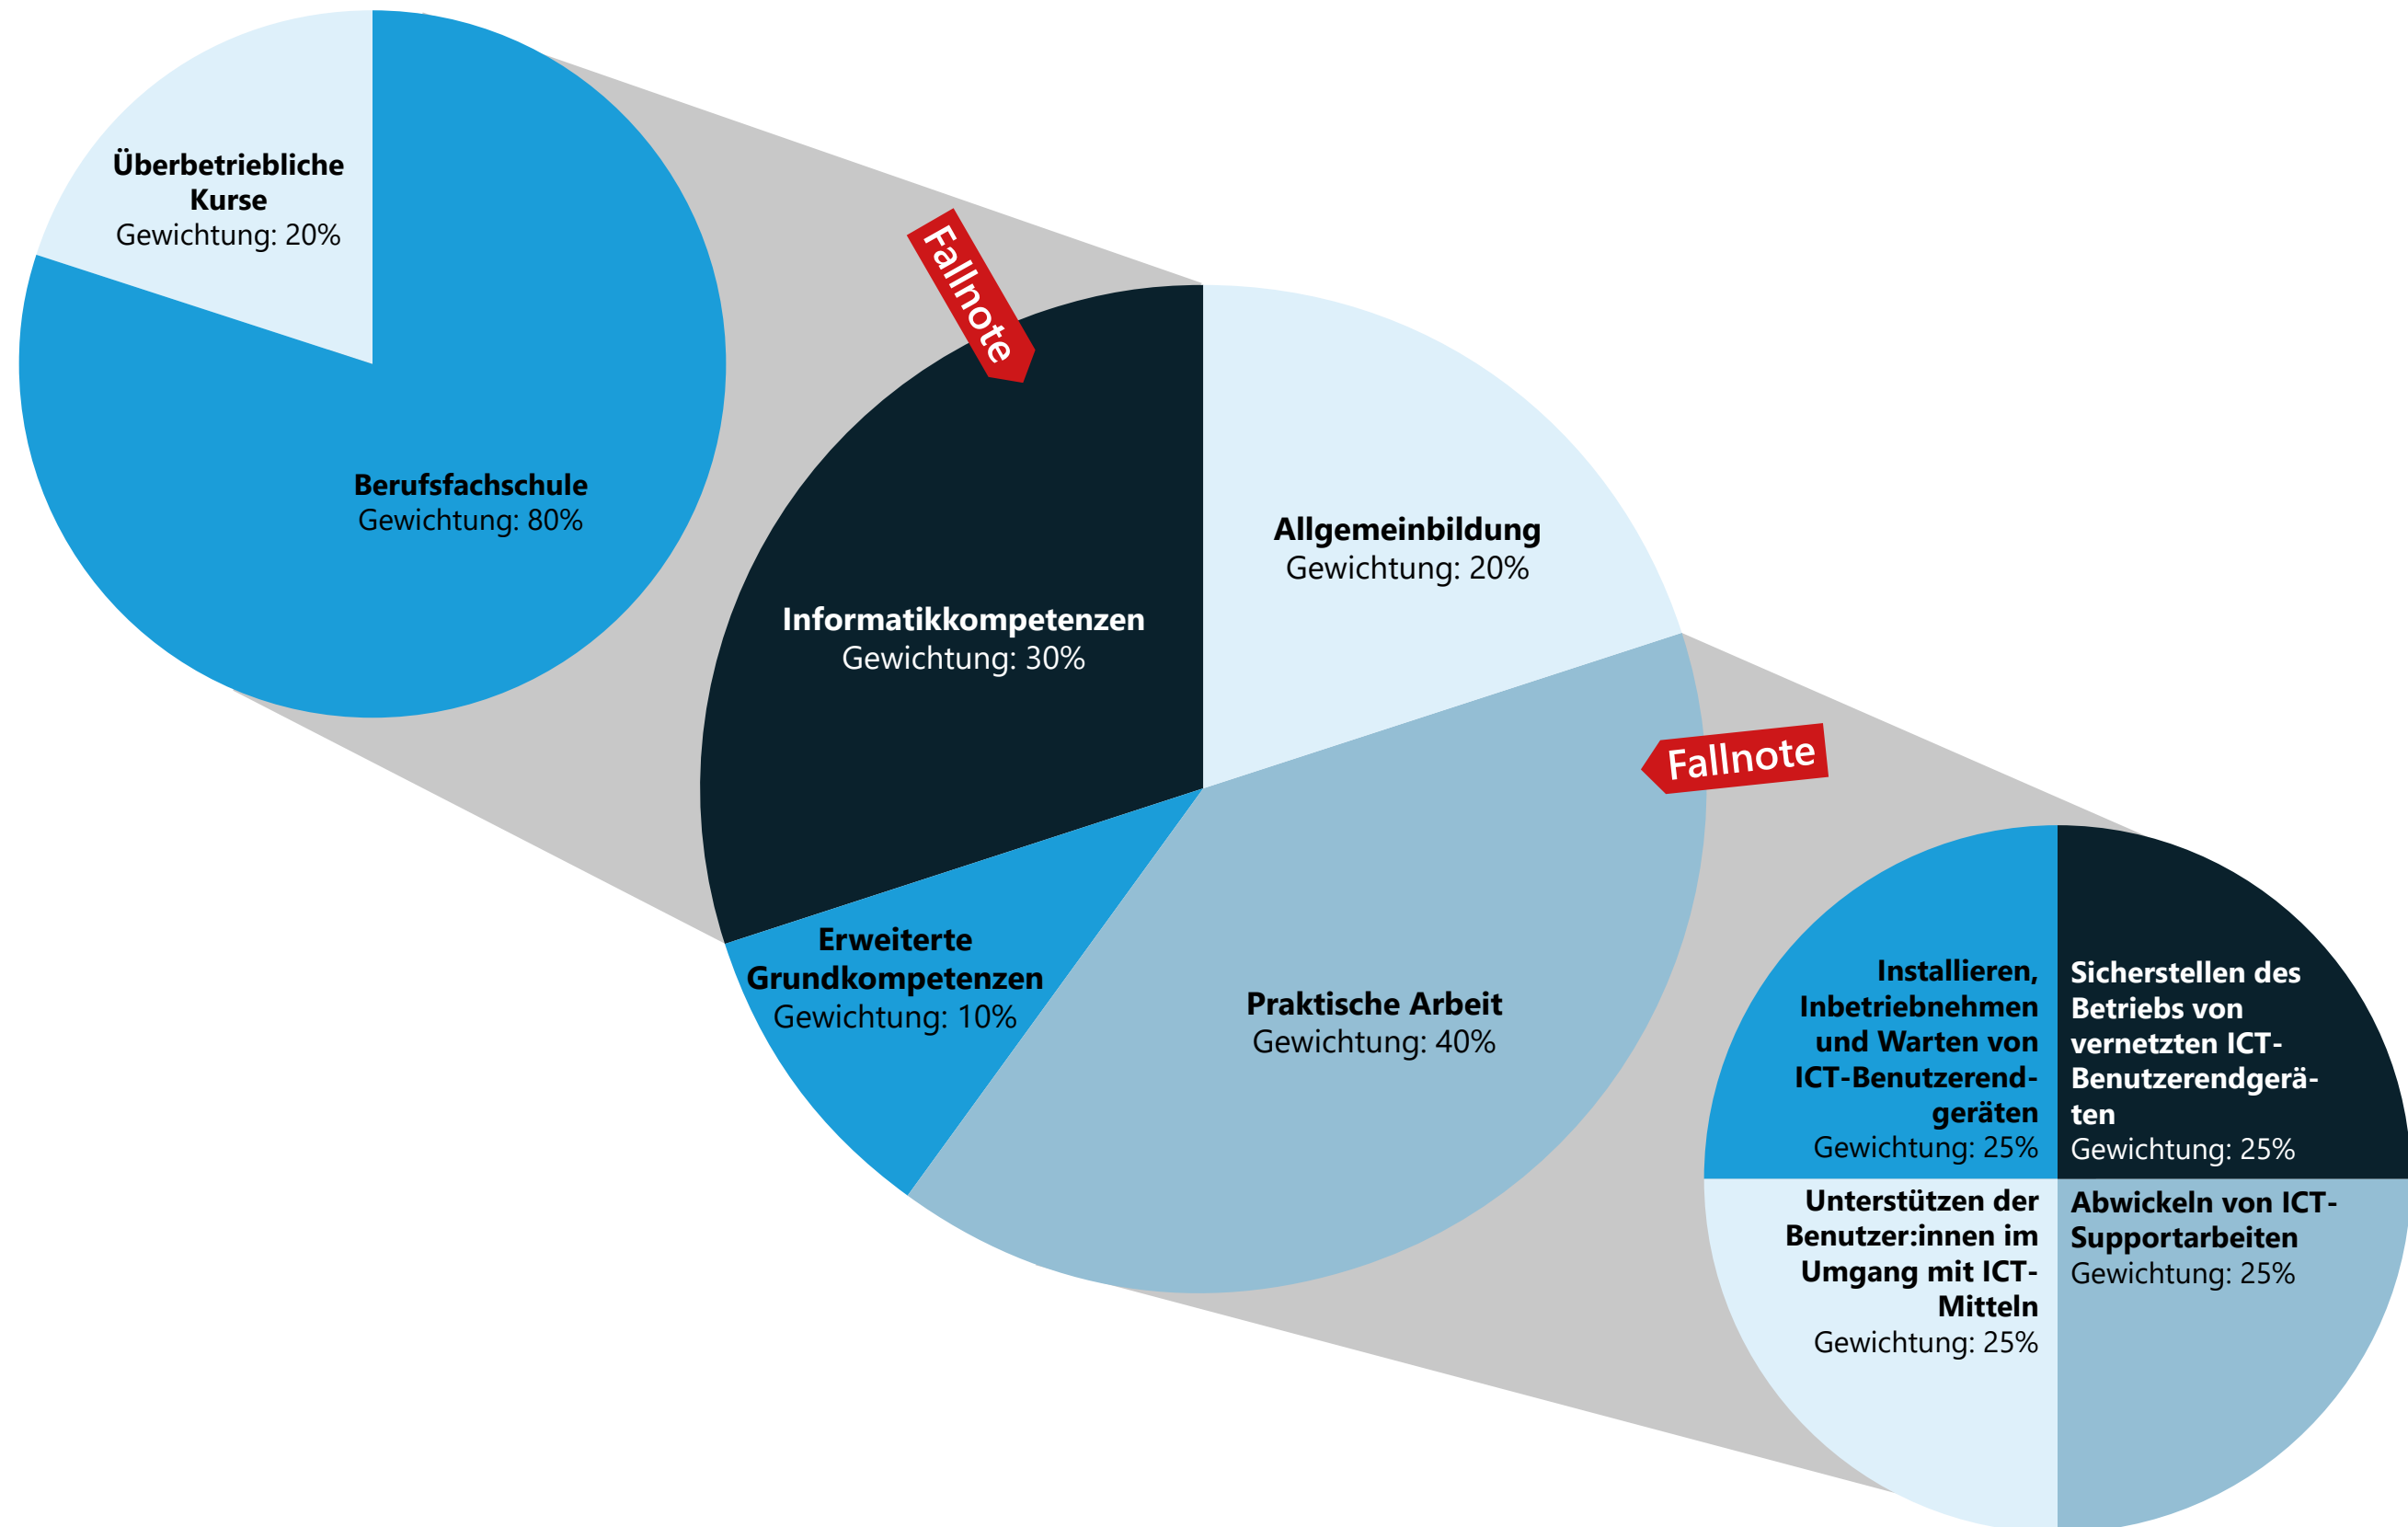 Überbetriebliche
Kurse
Gewichtung: 20%
Berufsfachschule
Gewichtung: 80%
Fallnote
Informatikkompetenzen
Gewichtung: 30%
Allgemeinbildung
Gewichtung: 20%
Erweiterte
Grundkompetenzen
Gewichtung: 10%
Praktische Arbeit
Gewichtung: 40%
Fallnote
Installieren,
Inbetriebnehmen
und Warten von
ICT-Benutzerend-
geräten
Gewichtung: 25%
Sicherstellen des
Betriebs von
vernetzten ICT-
Benutzerendgerä-
ten
Gewichtung: 25%
Unterstützen der
Benutzer:innen im
Umgang mit ICT-
Mitteln
Gewichtung: 25%
Abwickeln von ICT-
Supportarbeiten
Gewichtung: 25%